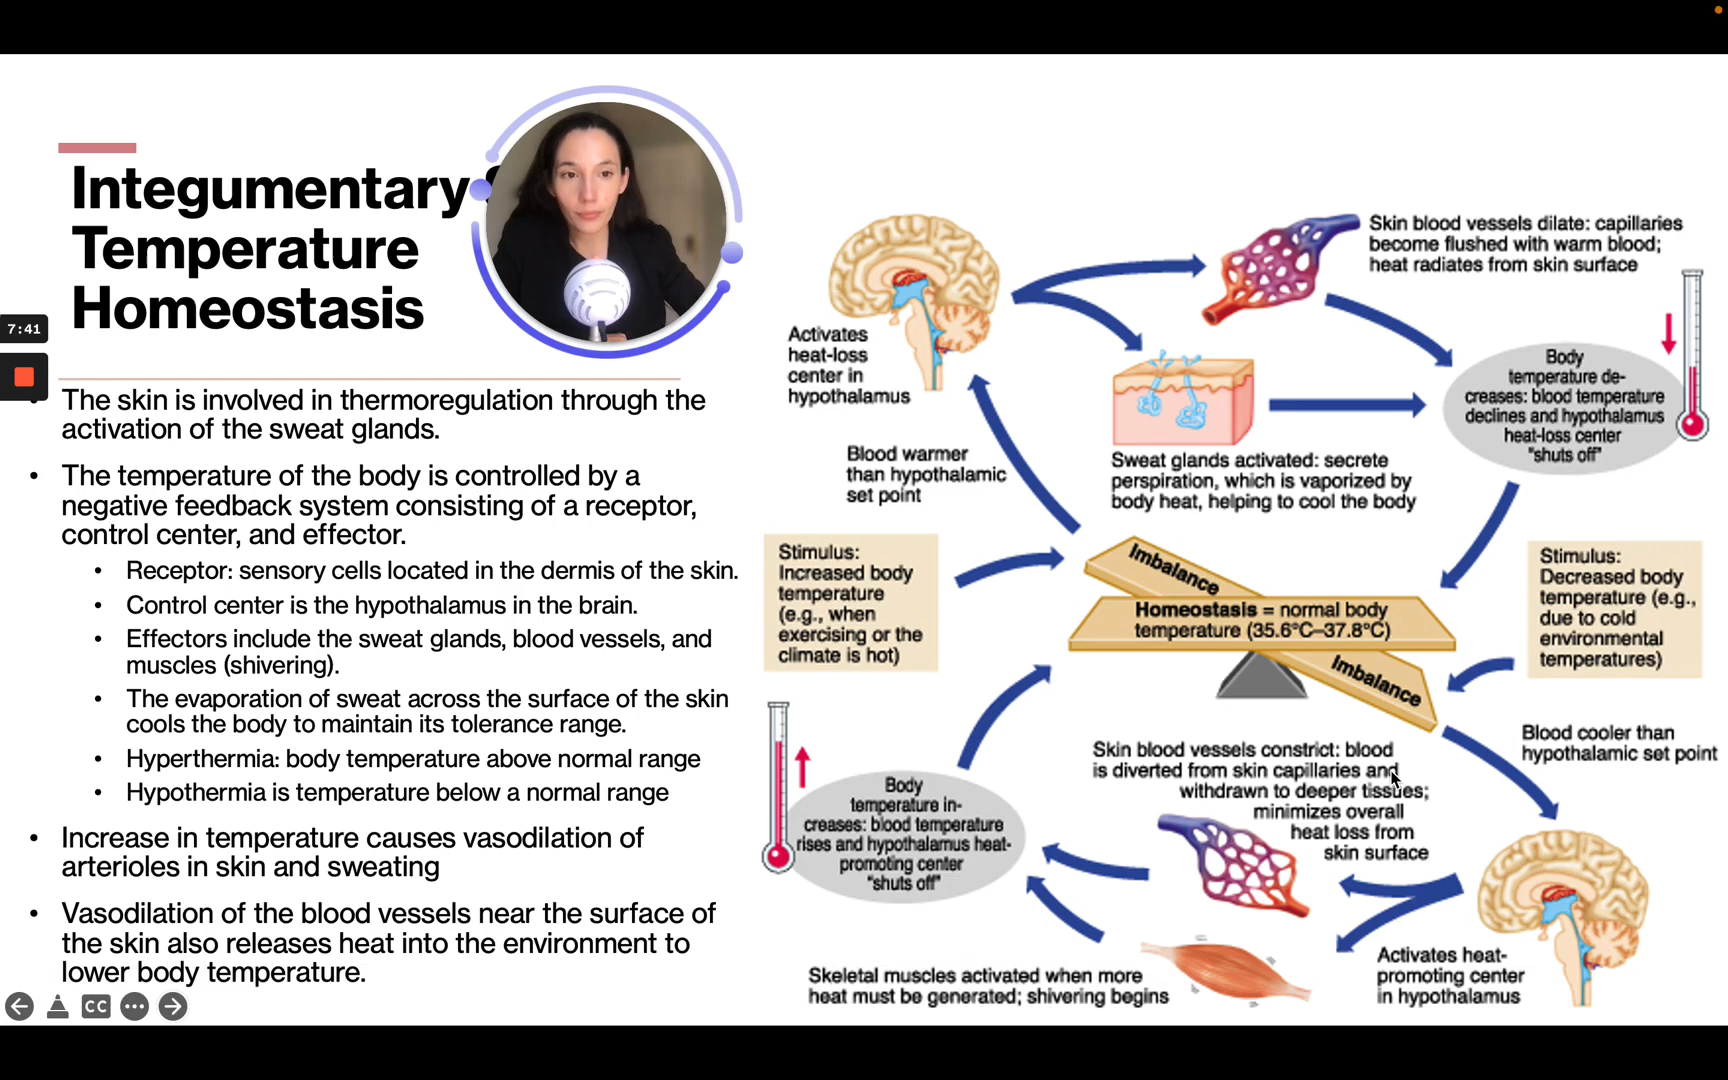 Integumentary S
Temperature
Homeostasis
7:41
The skin is involved in thermoregulation through the
activation of the sweat glands.
• The temperature of the body is controlled by a
negative feedback system consisting of a receptor,
control center, and effector.
• Receptor: sensory cells located in the dermis of the skin.
• Control center is the hypothalamus in the brain.
• Effectors include the sweat glands, blood vessels, and
muscles (shivering).
• The evaporation of sweat across the surface of the skin
cools the body to maintain its tolerance range.
• Hyperthermia: body temperature above normal range
• Hypothermia is temperature below a normal range
• Increase in temperature causes vasodilation of
arterioles in skin and sweating
• Vasodilation of the blood vessels near the surface of
the skin also releases heat into the environment to
lower body temperature.
CC
Skin blood vessels dilate: capillaries
become flushed with warm blood;
heat radiates from skin surface
Activates
heat-loss
center in
hypothalamus
Body
temperature de-
creases: blood temperature
declines and hypothalamus
heat-loss center
"shuts off"
Blood warmer
than hypothalamic
set point
Sweat glands activated: secrete
perspiration, which is vaporized by
body heat, helping to cool the body
Stimulus:
Increased body
temperature
(e.g., when
exercising or the
climate is hot)
Imbalance
Homeostasis = normal body
temperature (35.6°C–37.8°C)
Imbalance
Stimulus:
Decreased body
temperature (e.g.,
due to cold
environmental
temperatures)
Blood cooler than
hypothalamic set point
Skin blood vessels constrict: blood
is diverted from skin capillaries and
withdrawn to deeper tissues;
minimizes overall
heat loss from
skin surface
Body
temperature in-
creases: blood temperature
rises and hypothalamus heat-
promoting center
"shuts off"
Activates heat-
promoting center
in hypothalamus
Skeletal muscles activated when more
heat must be generated; shivering begins